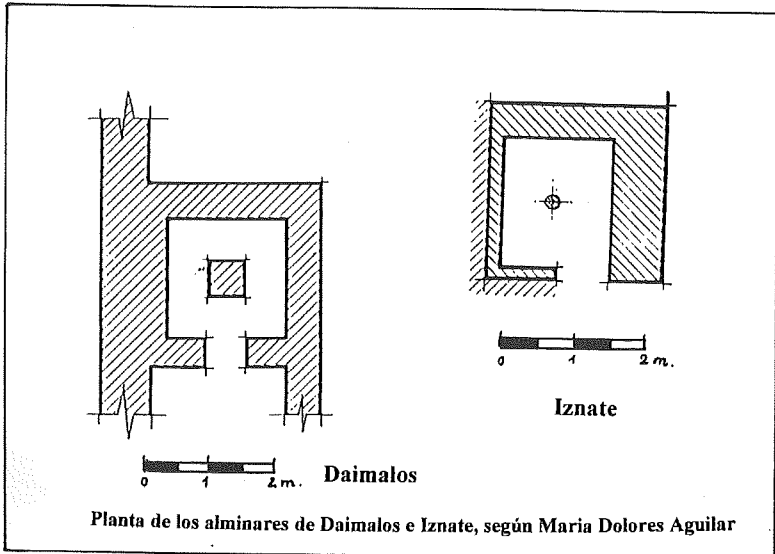 0 1 2 m.
Iznate
0 1 2 m.
Daimalos
Planta de los alminares de Daimalos e Iznate, según Maria Dolores Aguilar